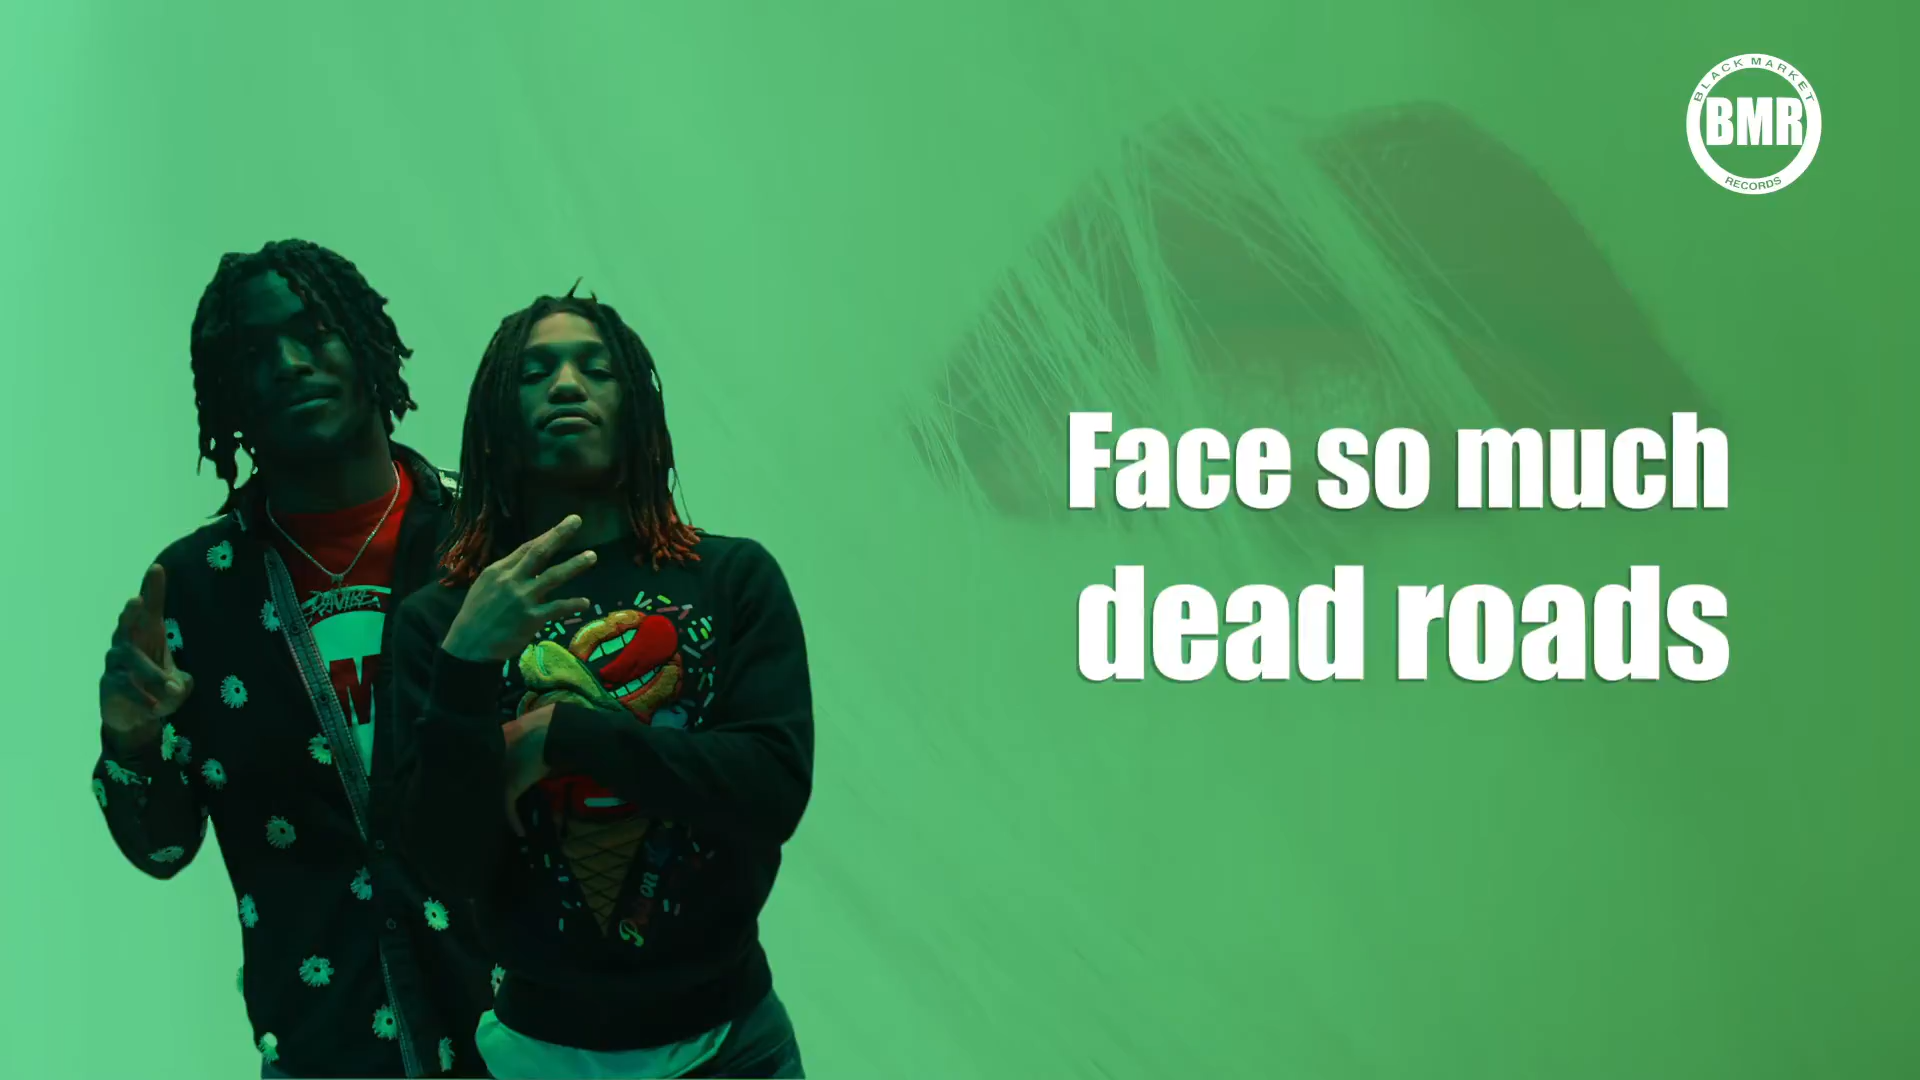 BLACK MARKET
BMR
RECORDS
Face so much
dead roads